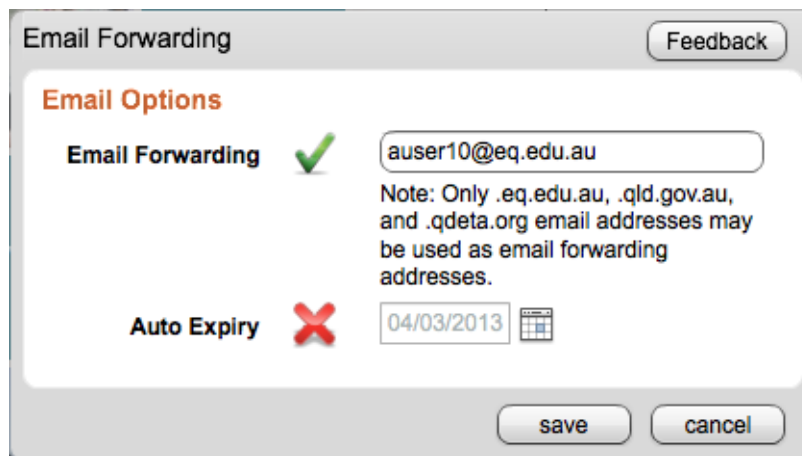 Email Forwarding
Feedback
Email Options
Email Forwarding
auser10@eq.edu.au
Note: Only .eq.edu.au, .qld.gov.au,
and .qdeta.org email addresses may
be used as email forwarding
addresses.
Auto Expiry
04/03/2013
save
cancel